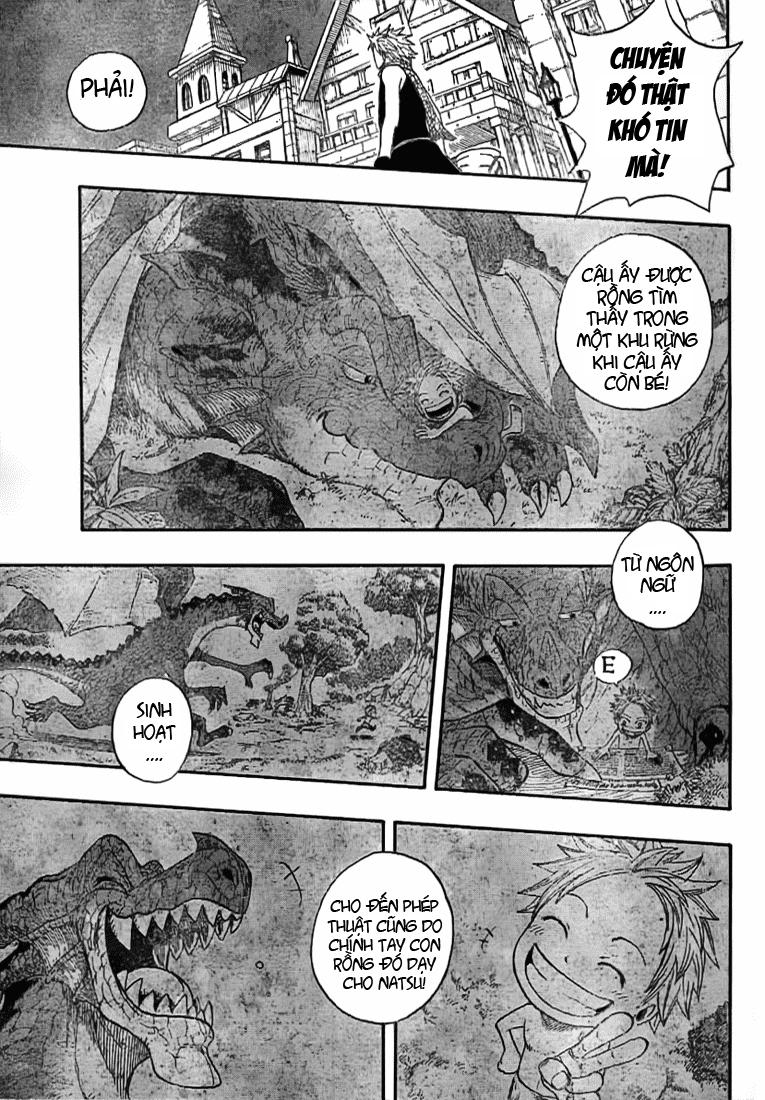 CHUYỆN
ĐÓ THẬT
KHÓ TIN
MÀ!
PHẢI!
CẬU ẤY ĐƯỢC
RỒNG TÌM
THẤY TRONG
MỘT KHU RỪNG
KHI CẬU ẤY
CÒN BÉ!
TỪ NGÔN
NGỮ
....
E
SINH
HOẠT
....
CHO ĐẾN PHÉP
THUẬT CŨNG DO
CHÍNH TAY CON
RỒNG ĐÓ DẠY
CHO NATSU!